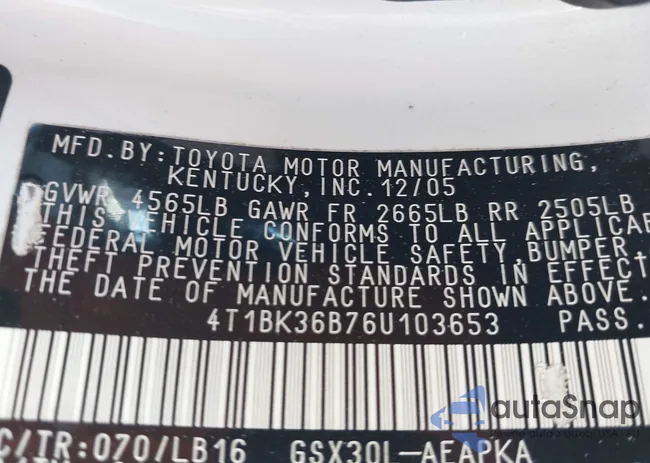 MFD.BY:TOYOTA MOTOR MANUFACTURING,
KENTUCKY,INC.12/05
GVWR 4565LB GAWR FR 2665LB RR 2505LB
THIS VEHICLE CONFORMS TO ALL APPLICAB
FEDERAL MOTOR VEHICLE SAFETY,BUMPER,
THEFT PREVENTION STANDARDS IN EFFECT
THE DATE OF MANUFACTURE SHOWN ABOVE.
4T1BK36B76U103653 PASS.
C/TR:070/LB16 GSX30L-AEAPKA
autoSnap